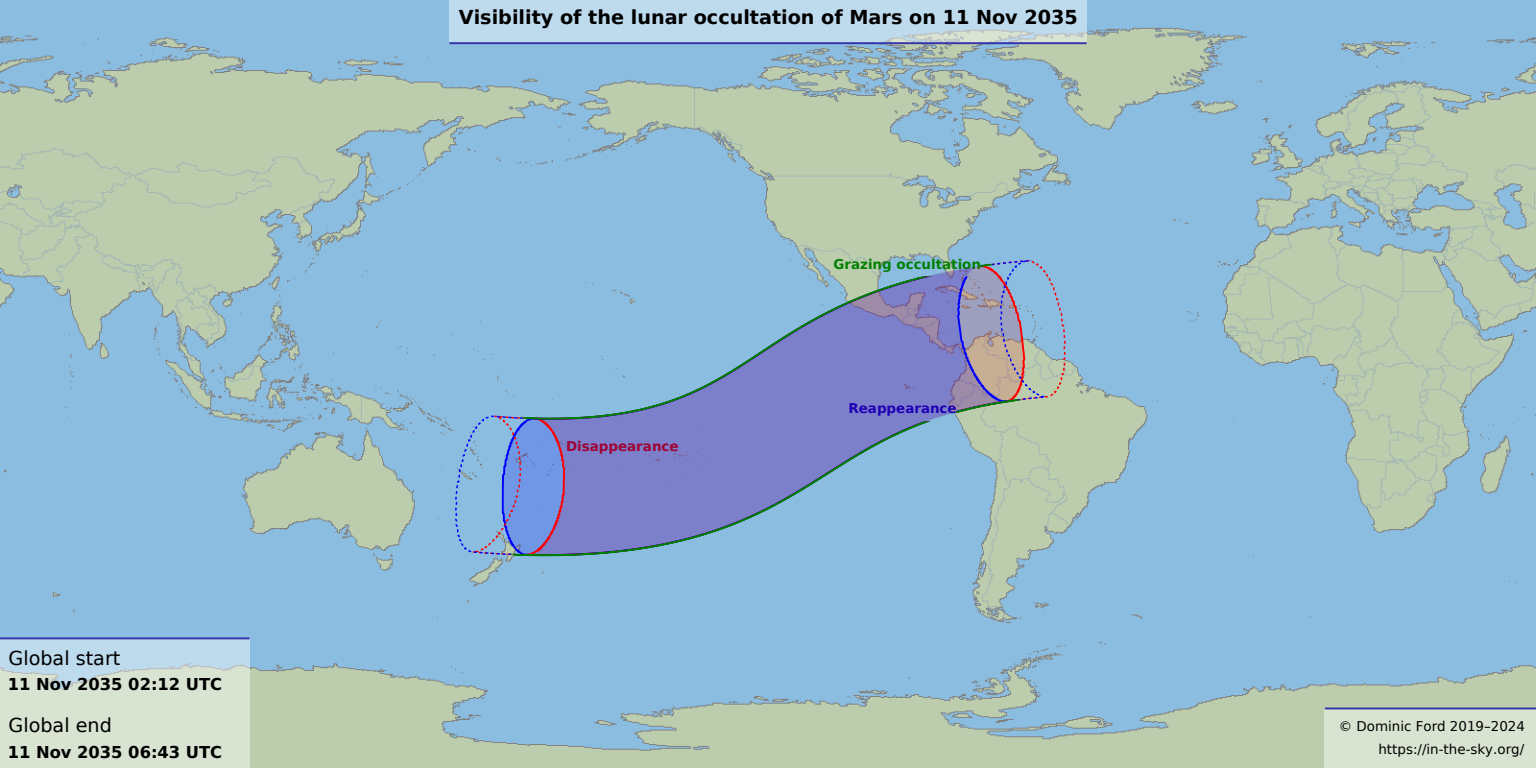 Visibility of the lunar occultation of Mars on 11 Nov 2035
Grazing occultation
Reappearance
Disappearance
Global start
11 Nov 2035 02:12 UTC
Global end
11 Nov 2035 06:43 UTC
© Dominic Ford 2019–2024
https://in-the-sky.org/